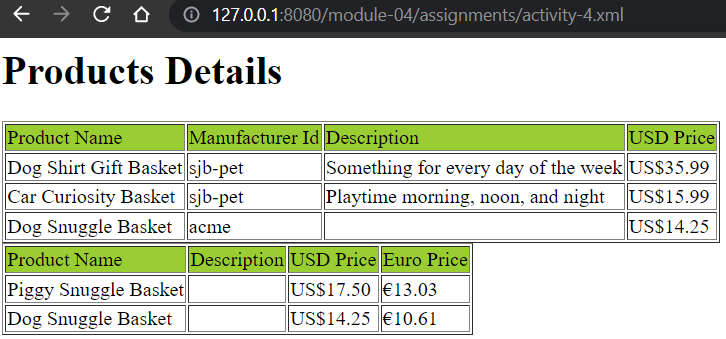 127.0.0.1:8080/module-04/assignments/activity-4.xml
Products Details
Product Name Manufacturer Id Description USD Price
Dog Shirt Gift Basket sjb-pet Something for every day of the week US$35.99
Car Curiosity Basket sjb-pet Playtime morning, noon, and night US$15.99
Dog Snuggle Basket acme US$14.25
Product Name Description USD Price Euro Price
Piggy Snuggle Basket US$17.50 €13.03
Dog Snuggle Basket US$14.25 €10.61